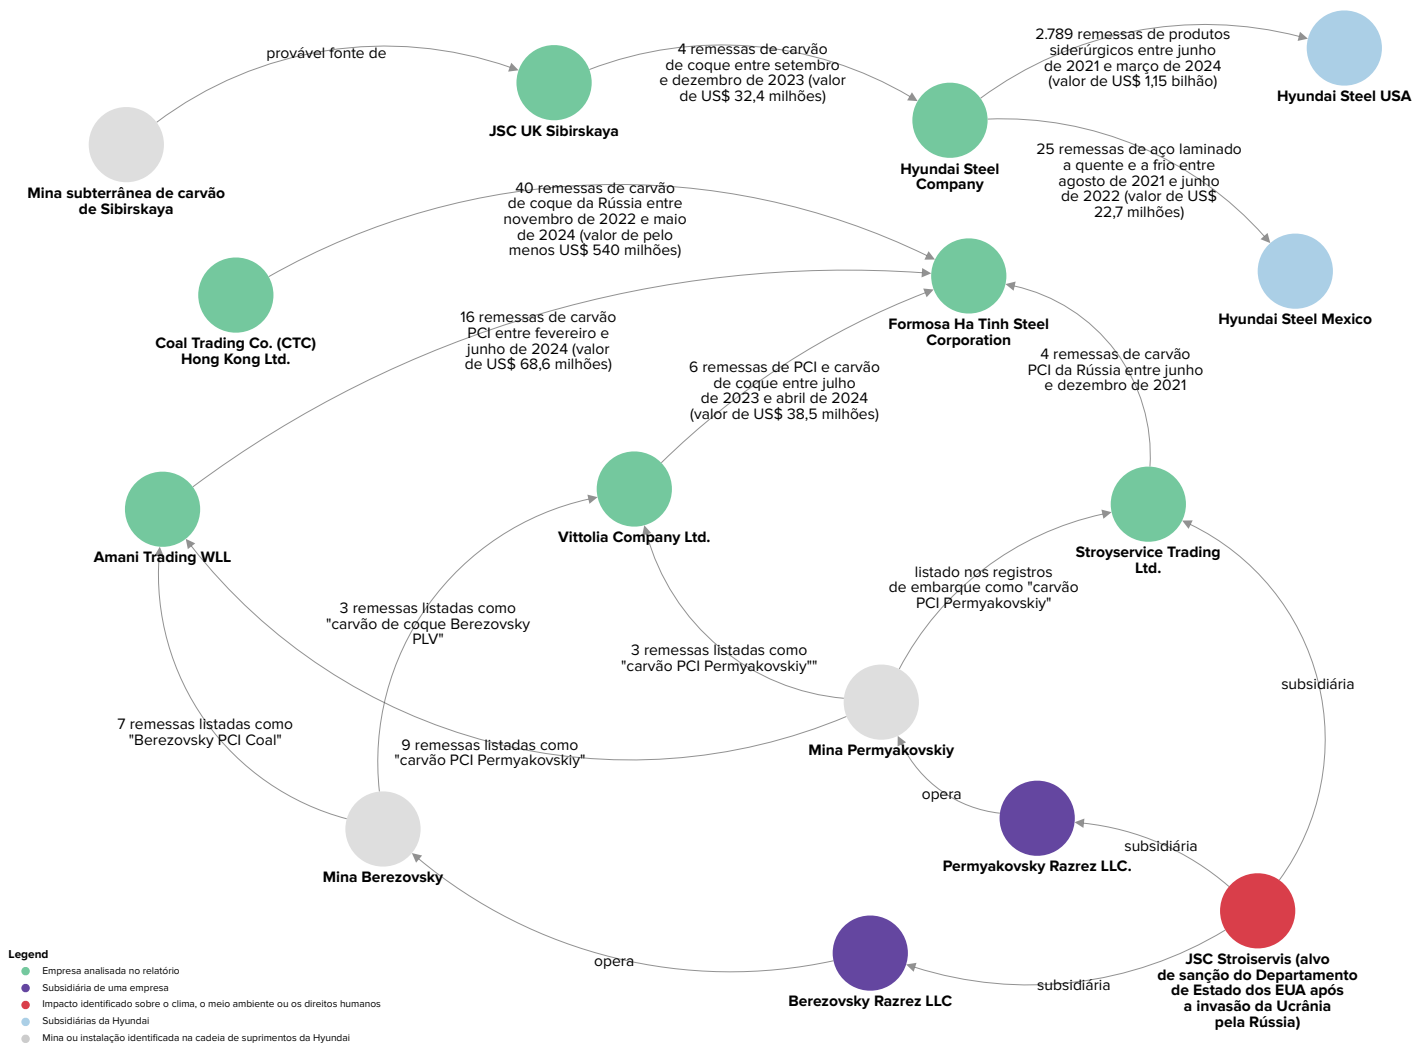 provável fonte de
4 remessas de carvão
de coque entre setembro
e dezembro de 2023 (valor
de US$ 32,4 milhões)
2.789 remessas de produtos
siderúrgicos entre junho
de 2021 e março de 2024
(valor de US$ 1,15 bilhão)
Hyundai Steel USA
JSC UK Sibirskaya
Hyundai Steel
Company
25 remessas de aço laminado
a quente e a frio entre
agosto de 2021 e junho
de 2022 (valor de US$
22,7 milhões)
Mina subterrânea de carvão
de Sibirskaya
40 remessas de carvão
de coque da Rússia entre
novembro de 2022 e maio
de 2024 (valor de pelo
menos US$ 540 milhões)
Hyundai Steel Mexico
Coal Trading Co. (CTC)
Hong Kong Ltd.
Formosa Ha Tinh Steel
Corporation
16 remessas de carvão
PCI entre fevereiro e
junho de 2024 (valor
de US$ 68,6 milhões)
6 remessas de PCI e carvão
de coque entre julho
de 2023 e abril de 2024
(valor de US$ 38,5 milhões)
4 remessas de carvão
PCI da Rússia entre junho
e dezembro de 2021
Amani Trading WLL
Vittolia Company Ltd.
Stroyservice Trading
Ltd.
listado nos registros
de embarque como "carvão
PCI Permyakovskiy"
3 remessas listadas como
"carvão de coque Berezovsky
PLV"
3 remessas listadas como
"carvão PCI Permyakovskiy""
subsidiária
7 remessas listadas como
"Berezovsky PCI Coal"
9 remessas listadas como
"carvão PCI Permyakovskiy"
Mina Permyakovskiy
opera
subsidiária
Permyakovsky Razrez LLC.
Mina Berezovsky
opera
subsidiária
Berezovsky Razrez LLC
JSC Stroiservis (alvo
de sanção do Departamento
de Estado dos EUA após
a invasão da Ucrânia
pela Rússia)
Legend
Empresa analisada no relatório
Subsidiária de uma empresa
Impacto identificado sobre o clima, o meio ambiente ou os direitos humanos
Subsidiárias da Hyundai
Mina ou instalação identificada na cadeia de suprimentos da Hyundai